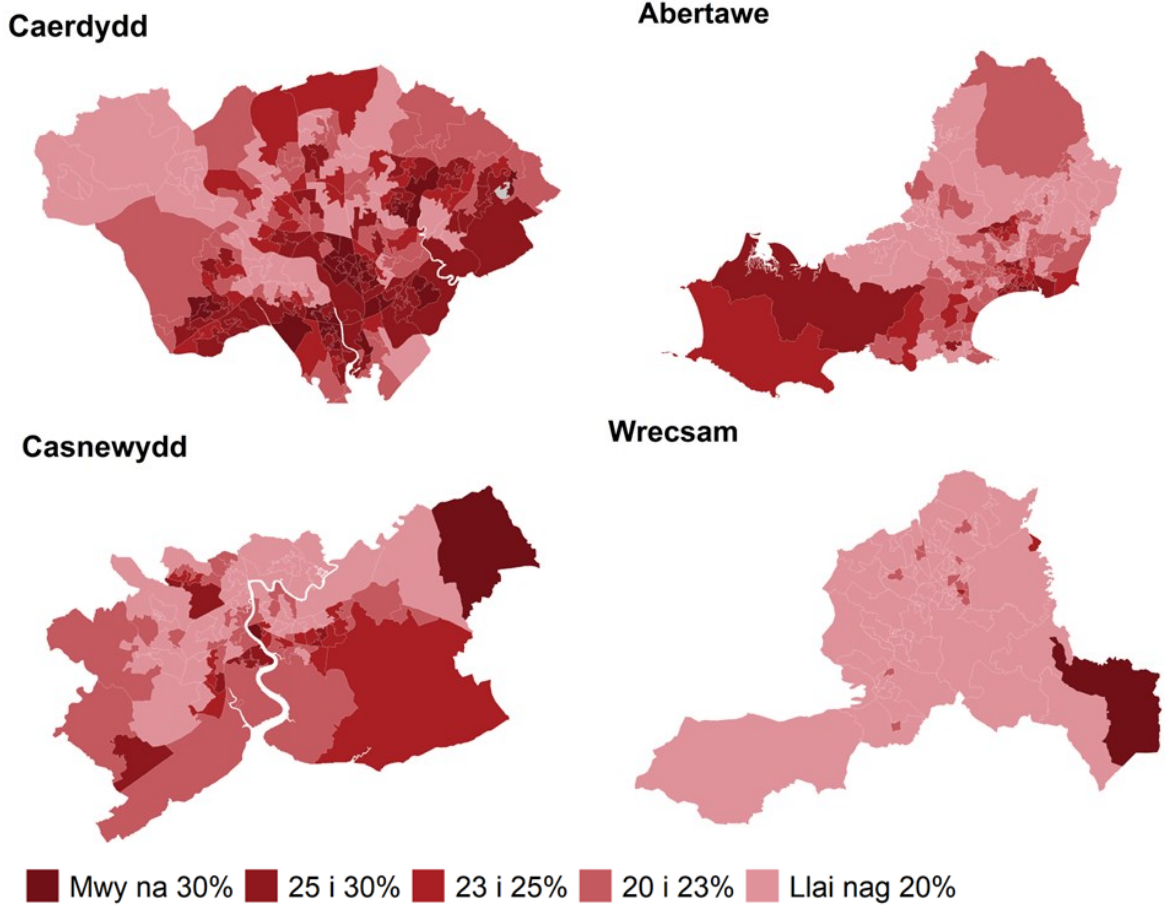 Caerdydd
Abertawe
Casnewydd
Wrecsam
Mwy na 30% 25 i 30% 23 i 25% 20 i 23% Llai nag 20%